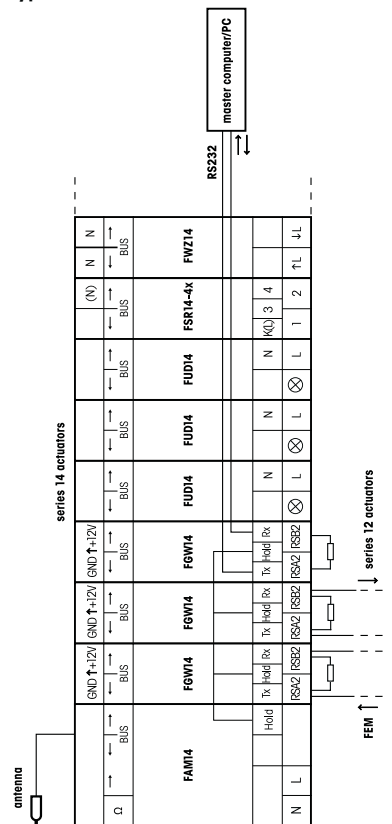 master computer/PC
RS232
N N BUS FWZ14 ↑L ↓L
(N) BUS FSR14-4x K(L) 3 4 1 2
BUS FUD14 N L
BUS FUD14 N L
BUS FUD14 N L
series 14 actuators
GND ↑ +12V BUS FGW14 Tx Hold Rx RSA2 RSB2
GND ↑ +12V BUS FGW14 Tx Hold Rx RSA2 RSB2
GND ↑ +12V BUS FGW14 Tx Hold Rx RSA2 RSB2
series 12 actuators
FEM
antenna
Ω BUS FAM14 Hold N L